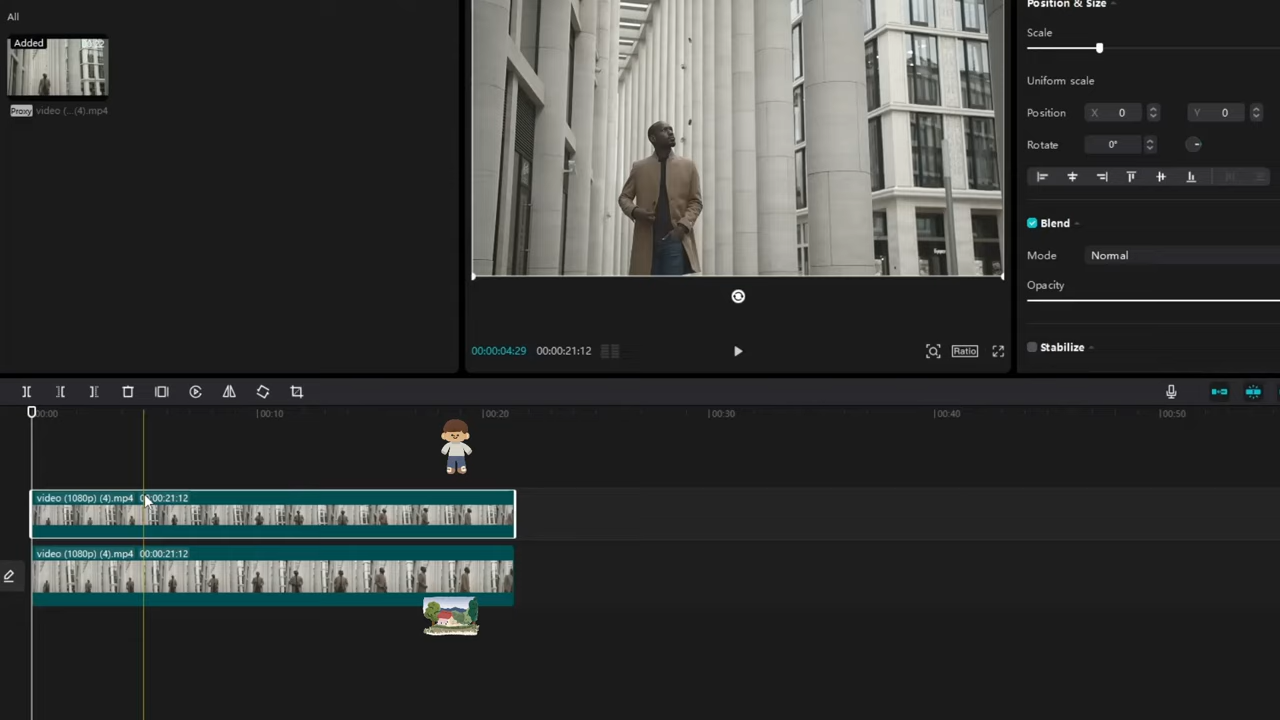 All
Added
Proxy video (...(4).mp4
Position & Size
Scale
Uniform scale
Position X 0 Y 0
Rotate 0°
Blend
Mode Normal
Opacity
Stabilize
00:00:04:29 00:00:21:12
Ratio
00:00 00:10 00:20 00:30 00:40 00:50
video (1080p) (4).mp4 00:00:21:12
video (1080p) (4).mp4 00:00:21:12